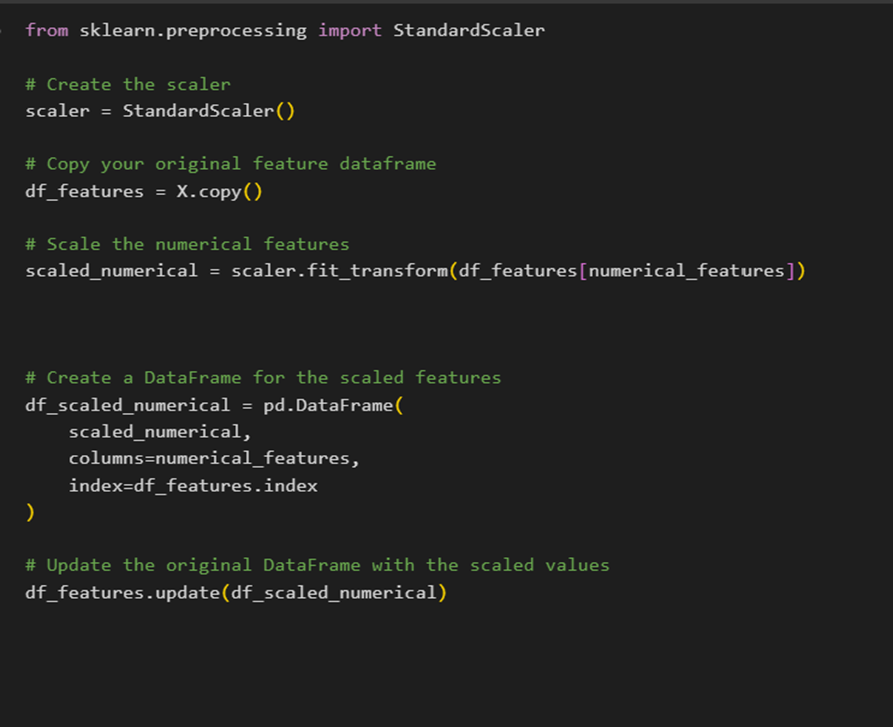 from sklearn.preprocessing import StandardScaler
# Create the scaler
scaler = StandardScaler()
# Copy your original feature dataframe
df_features = X.copy()
# Scale the numerical features
scaled_numerical = scaler.fit_transform(df_features[numerical_features])
# Create a DataFrame for the scaled features
df_scaled_numerical = pd.DataFrame(
    scaled_numerical,
    columns=numerical_features,
    index=df_features.index
)
# Update the original DataFrame with the scaled values
df_features.update(df_scaled_numerical)